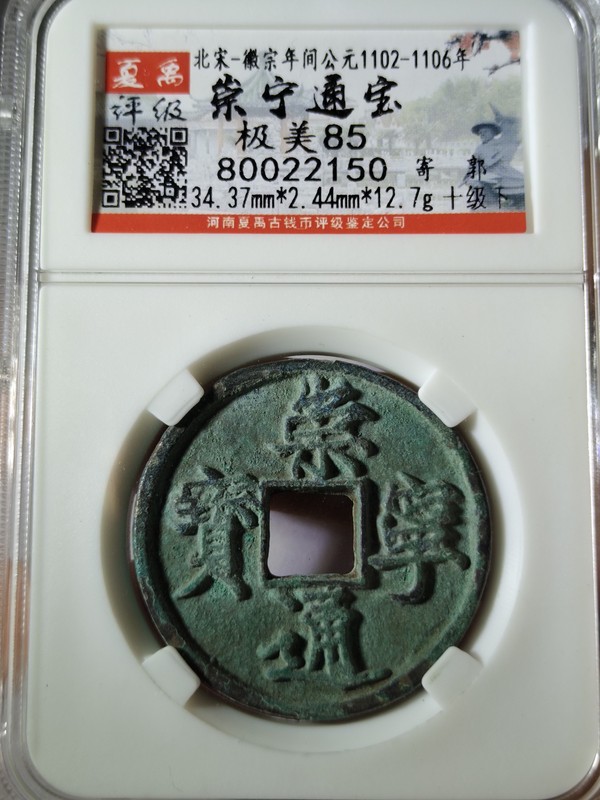 夏禹
评级
北宋-徽宗年间公元1102-1106年
崇宁通宝
极美85
80022150 寄 郭
34.37mm*2.44mm*12.7g 十级下
河南夏禹古钱币评级鉴定公司
崇
寧
通
寳